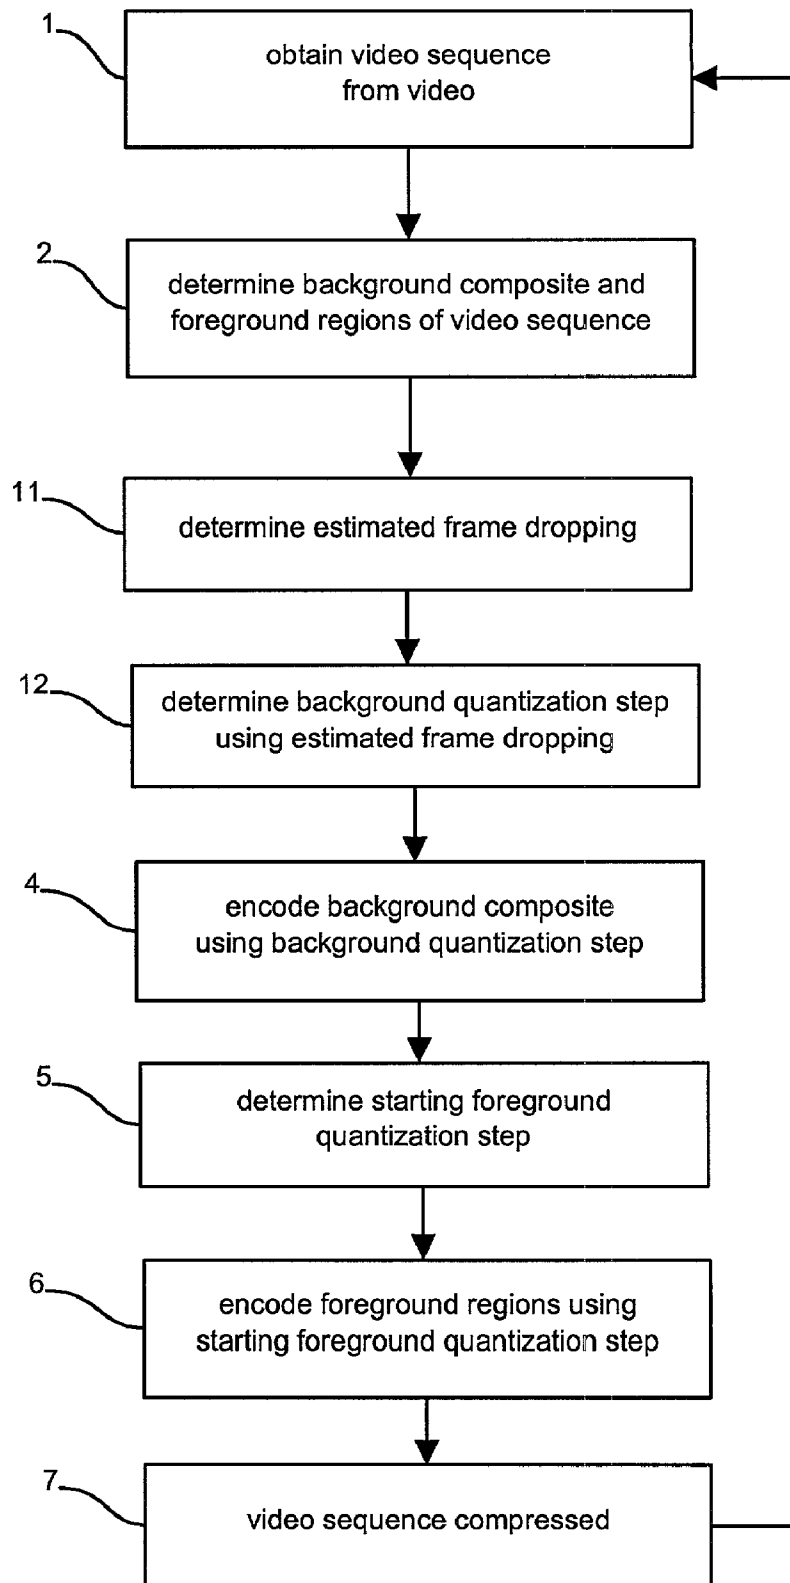 1
obtain video sequence
from video
2
determine background composite and
foreground regions of video sequence
11
determine estimated frame dropping
12
determine background quantization step
using estimated frame dropping
4
encode background composite
using background quantization step
5
determine starting foreground
quantization step
6
encode foreground regions using
starting foreground quantization step
7
video sequence compressed